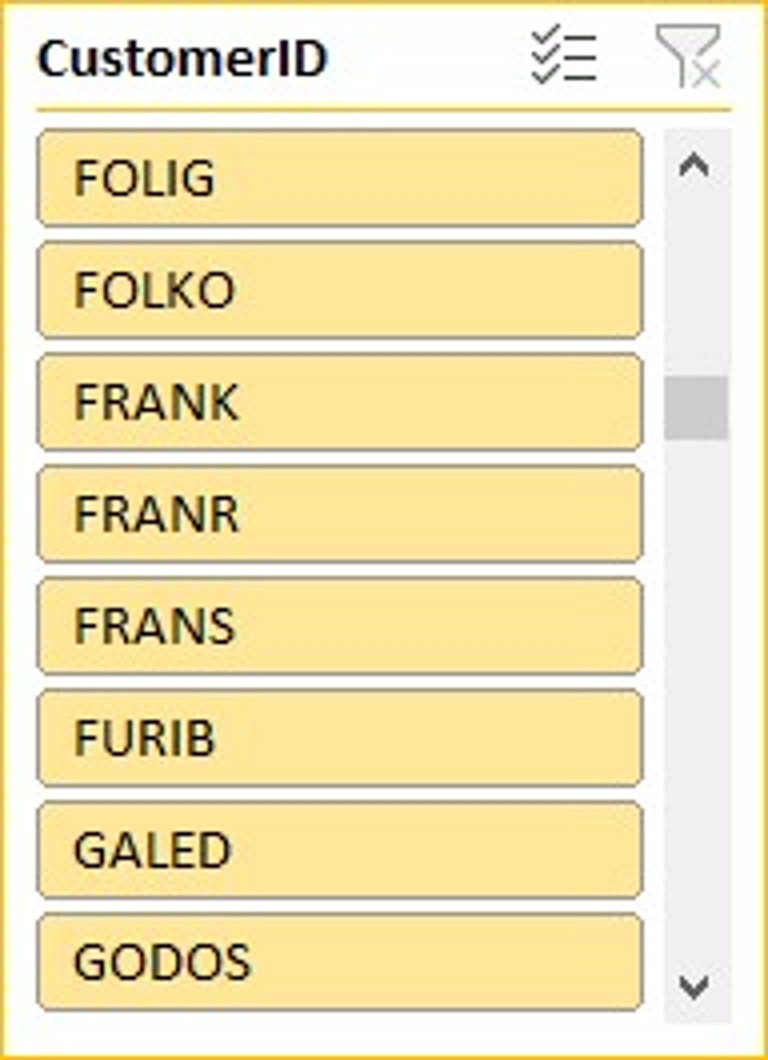 CustomerID
FOLIG
FOLKO
FRANK
FRANR
FRANS
FURIB
GALED
GODOS